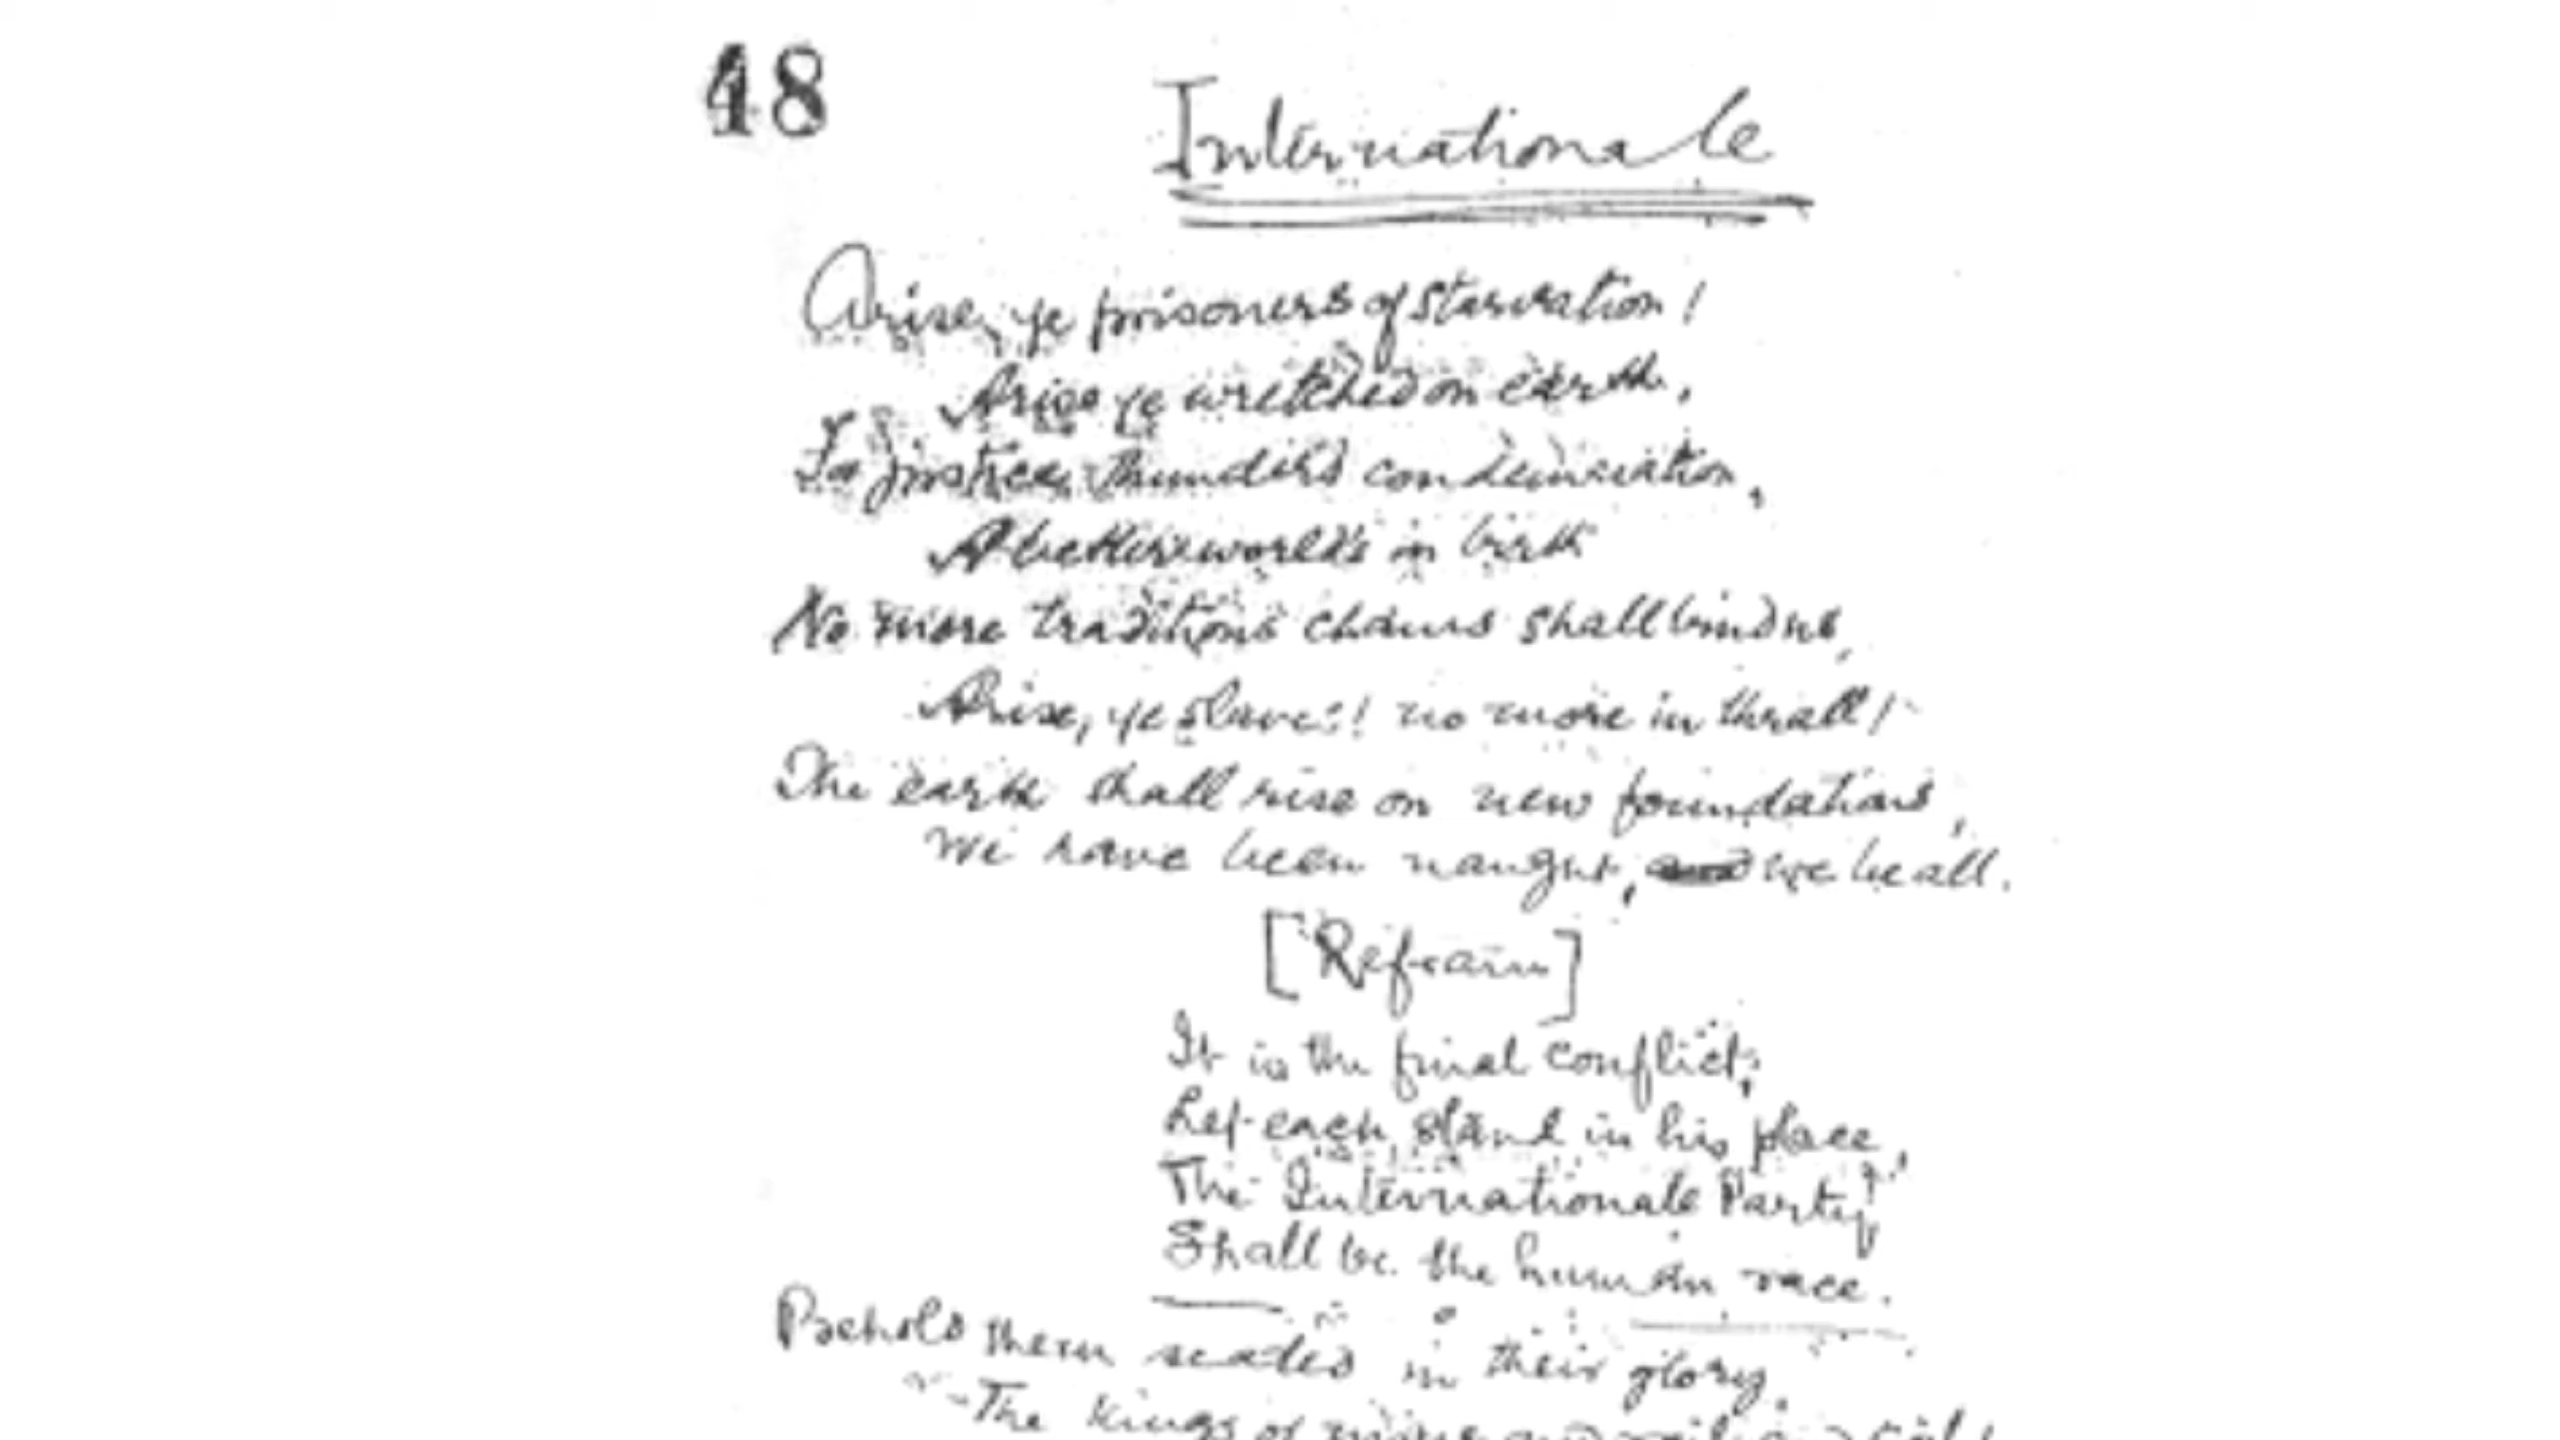 48
Internationale
Arise, ye prisoners of starvation!
Arise ye wretched on earth,
For justice thunders condemnation,
A better world's in birth
No more traditions chains shall bind us,
Arise, ye slaves! no more in thrall!
The earth shall rise on new foundations,
We have been naught, we be all.
[Refrain]
It is the final conflict;
Let each stand in his place,
The Internationale Party
Shall be the human race.
Behold them seated in their glory,
The Kings of